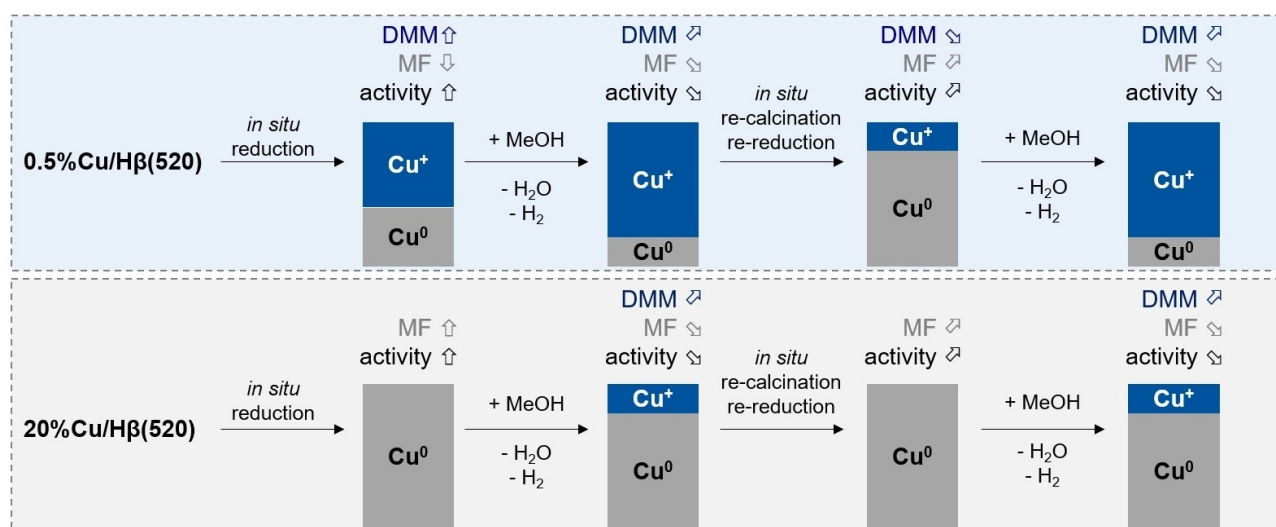 DMM ⇧
MF ⇩
activity ⇧
DMM ⬀
MF ⬂
activity ⬂
DMM ⬂
MF ⬀
activity ⬀
DMM ⬀
MF ⬂
activity ⬂
0.5%Cu/Hβ(520)
in situ
reduction
Cu⁺
Cu⁰
+ MeOH
- H₂O
- H₂
Cu⁺
Cu⁰
in situ
re-calcination
re-reduction
Cu⁺
Cu⁰
+ MeOH
- H₂O
- H₂
Cu⁺
Cu⁰
MF ⇧
activity ⇧
DMM ⬀
MF ⬂
activity ⬂
MF ⬀
activity ⬀
DMM ⬀
MF ⬂
activity ⬂
20%Cu/Hβ(520)
in situ
reduction
Cu⁰
+ MeOH
- H₂O
- H₂
Cu⁺
Cu⁰
in situ
re-calcination
re-reduction
Cu⁰
+ MeOH
- H₂O
- H₂
Cu⁺
Cu⁰